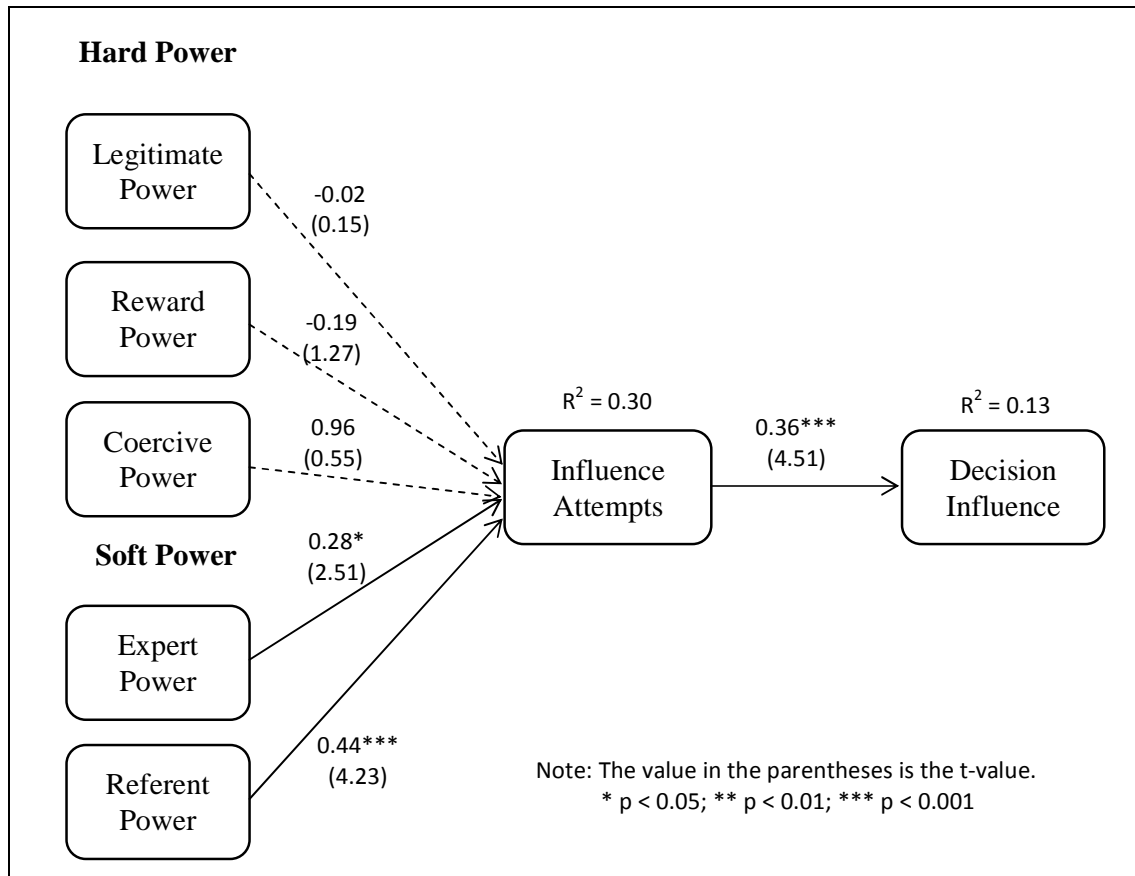 Hard Power
Legitimate
Power
-0.02
(0.15)
Reward
Power
-0.19
(1.27)
Coercive
Power
0.96
(0.55)
R² = 0.30
Influence
Attempts
0.36***
(4.51)
R² = 0.13
Decision
Influence
Soft Power
0.28*
(2.51)
Expert
Power
Referent
Power
0.44***
(4.23)
Note: The value in the parentheses is the t-value.
* p < 0.05; ** p < 0.01; *** p < 0.001